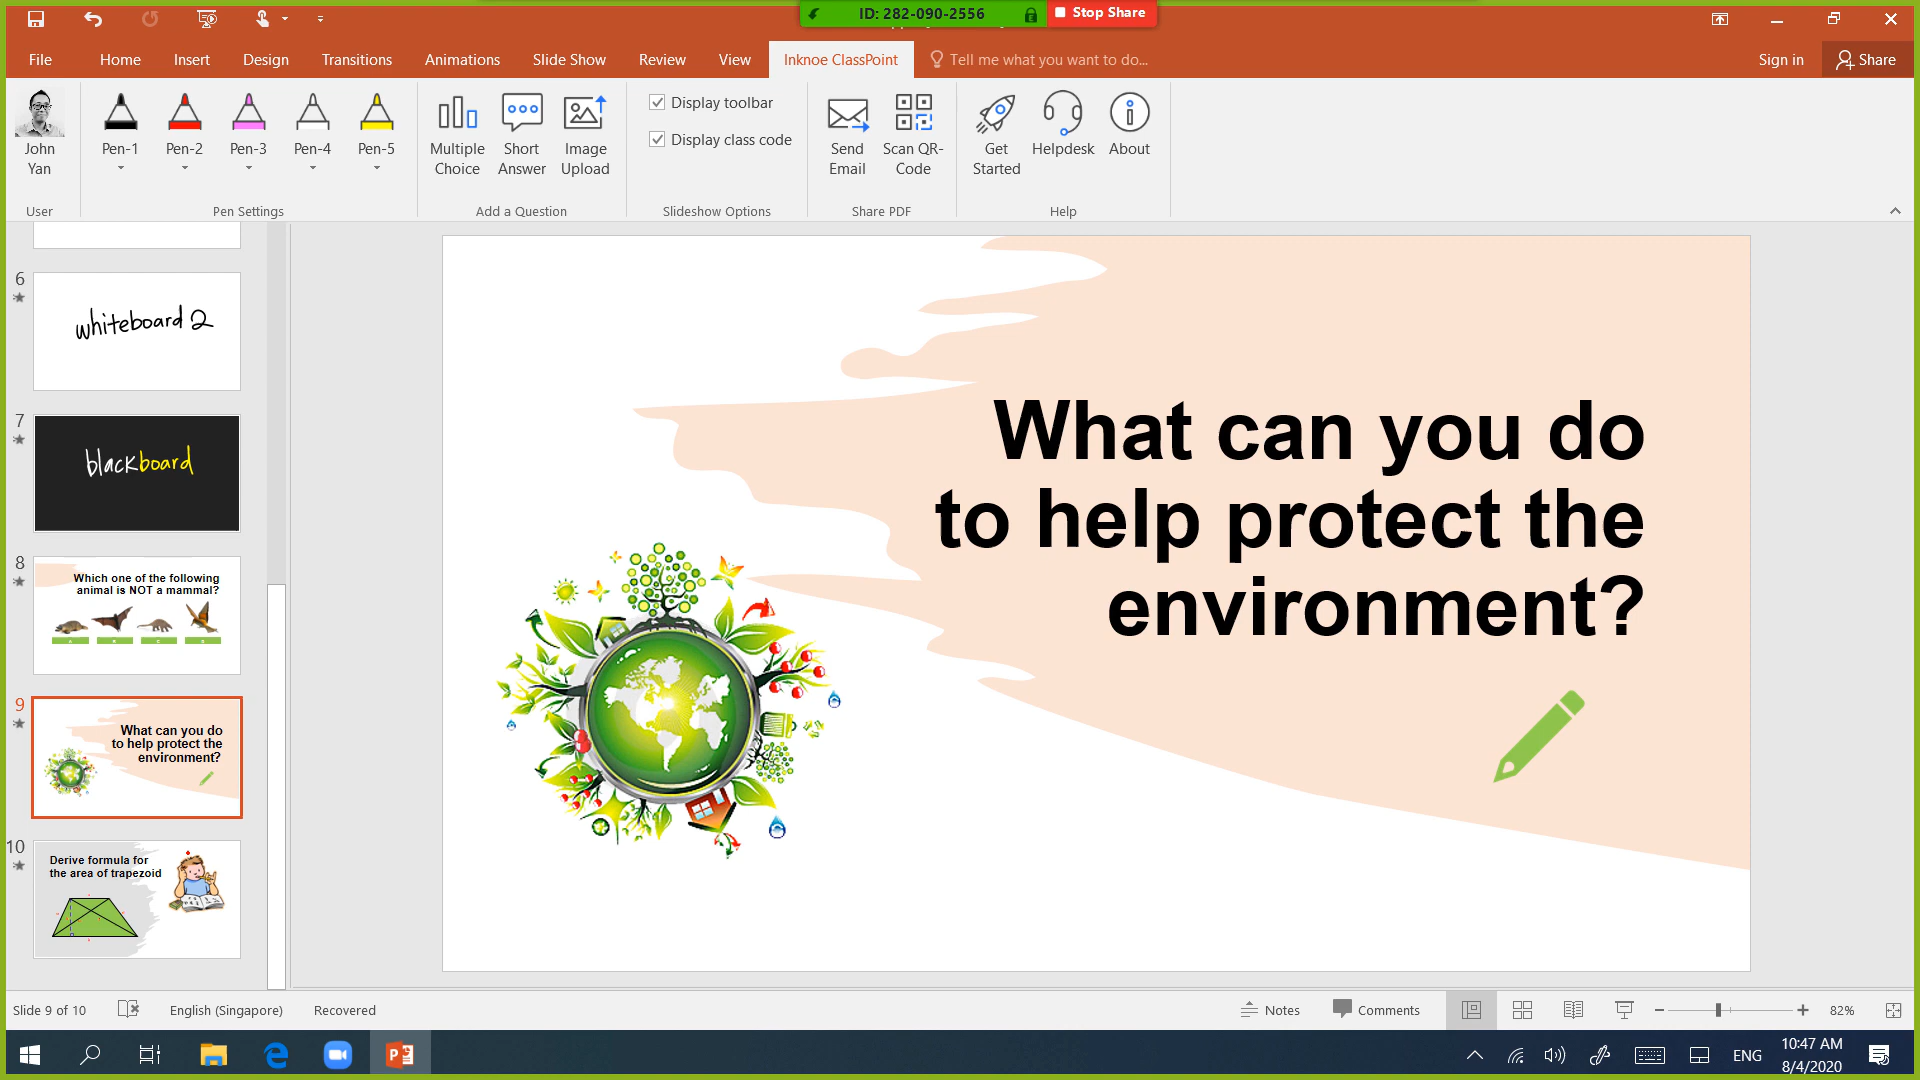 ID: 282-090-2556
Stop Share
File
Home
Insert
Design
Transitions
Animations
Slide Show
Review
View
Inknoe ClassPoint
Tell me what you want to do...
Sign in
Share
John
Yan
Pen-1
Pen-2
Pen-3
Pen-4
Pen-5
Multiple
Choice
Short
Answer
Image
Upload
Display toolbar
Display class code
Send
Email
Scan QR-
Code
Get
Started
Helpdesk
About
User
Pen Settings
Add a Question
Slideshow Options
Share PDF
Help
6
whiteboard 2
7
blackboard
8
Which one of the following
animal is NOT a mammal?
9
What can you do
to help protect the
environment?
10
Derive formula for
the area of trapezoid
What can you do
to help protect the
environment?
Slide 9 of 10
English (Singapore)
Recovered
Notes
Comments
82%
ENG
10:47 AM
8/4/2020